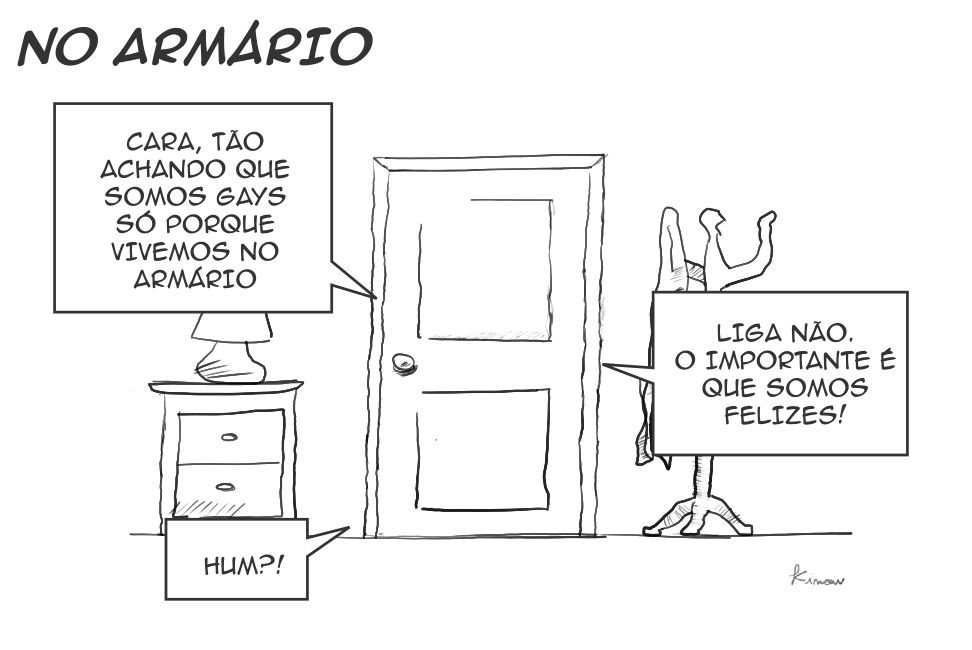 NO ARMÁRIO
CARA, TÃO
ACHANDO QUE
SOMOS GAYS
SÓ PORQUE
VIVEMOS NO
ARMÁRIO
LIGA NÃO.
O IMPORTANTE É
QUE SOMOS
FELIZES!
HUM?!